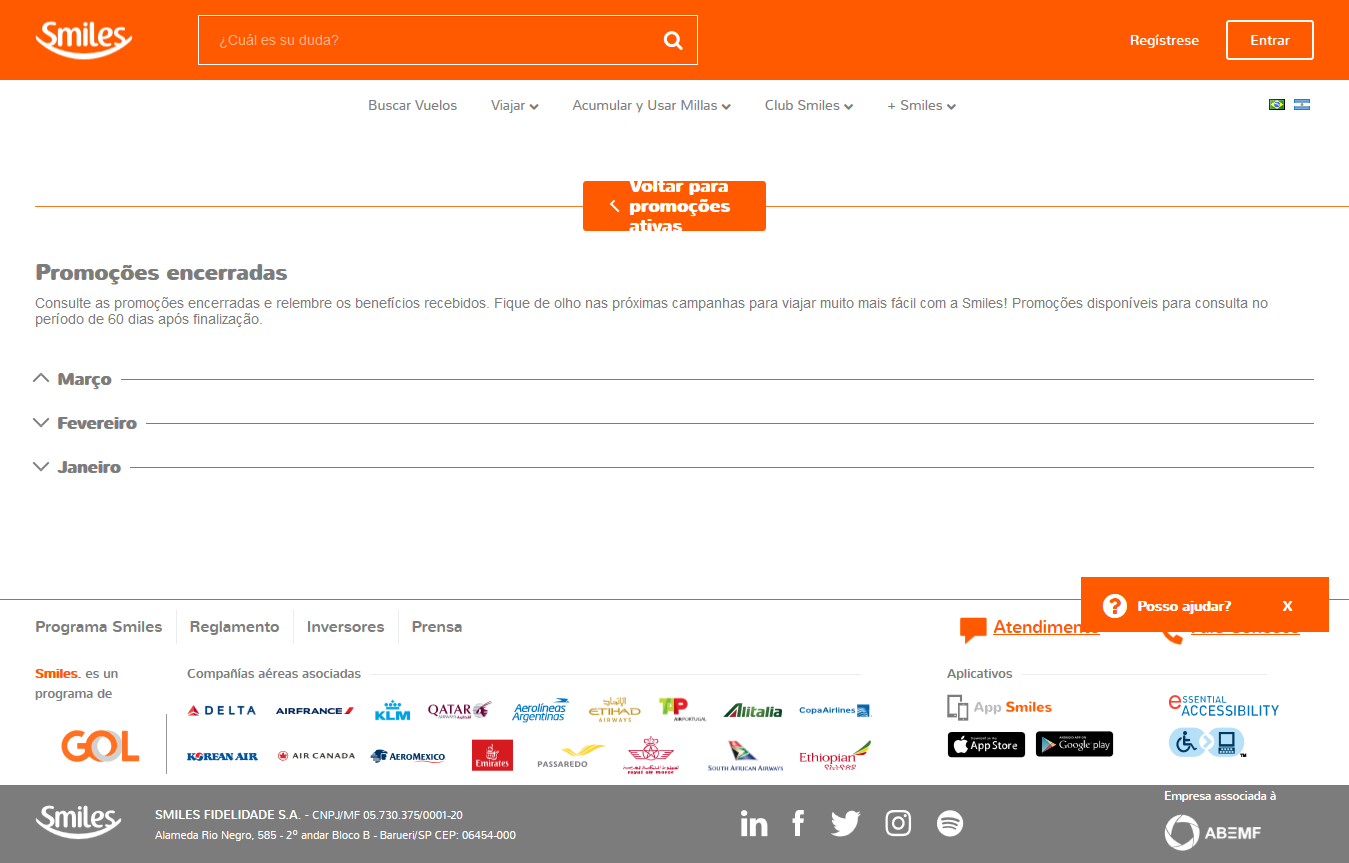 Smiles
¿Cuál es su duda?
Regístrese
Entrar
Buscar Vuelos
Viajar
Acumular y Usar Millas
Club Smiles
+ Smiles
Voltar para
promoções
ativas
Promoções encerradas
Consulte as promoções encerradas e relembre os benefícios recebidos. Fique de olho nas próximas campanhas para viajar muito mais fácil com a Smiles! Promoções disponíveis para consulta no
período de 60 dias após finalização.
Março
Fevereiro
Janeiro
? Posso ajudar? X
Programa Smiles
Reglamento
Inversores
Prensa
Atendimento
Smiles. es un
programa de
GOL
Compañías aéreas asociadas
DELTA
AIRFRANCE
KLM
QATAR
AIRWAYS
Aerolíneas
Argentinas
ETIHAD
AIRWAYS
TAP
AIR PORTUGAL
Alitalia
CopaAirlines
KOREAN AIR
AIR CANADA
AEROMEXICO
Emirates
PASSAREDO
royal air maroc
SOUTH AFRICAN AIRWAYS
Ethiopian
Aplicativos
App Smiles
App Store
Google play
eSSENTIAL
ACCESSIBILITY
Smiles
SMILES FIDELIDADE S.A. - CNPJ/MF 05.730.375/0001-20
Alameda Rio Negro, 585 - 2º andar Bloco B - Barueri/SP CEP: 06454-000
Empresa associada à
ABEMF